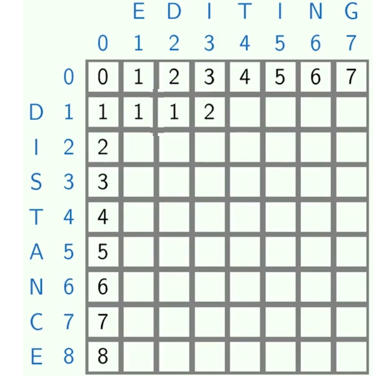 E D I T I N G
0 1 2 3 4 5 6 7
0 0 1 2 3 4 5 6 7
D 1 1 1 1 2
I 2 2
S 3 3
T 4 4
A 5 5
N 6 6
C 7 7
E 8 8